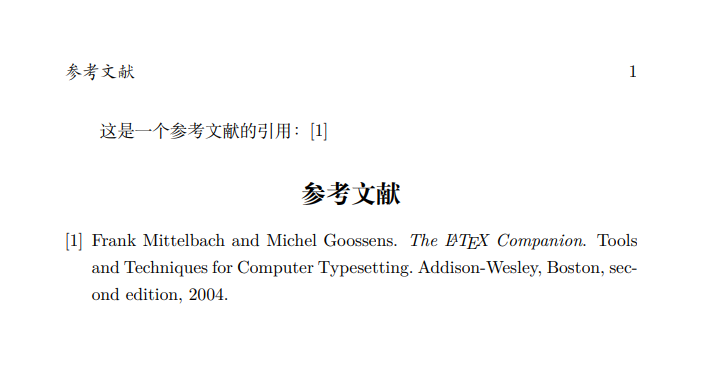 参考文献 1
这是一个参考文献的引用：[1]
参考文献
[1] Frank Mittelbach and Michel Goossens. The LATEX Companion. Tools
and Techniques for Computer Typesetting. Addison-Wesley, Boston, sec-
ond edition, 2004.